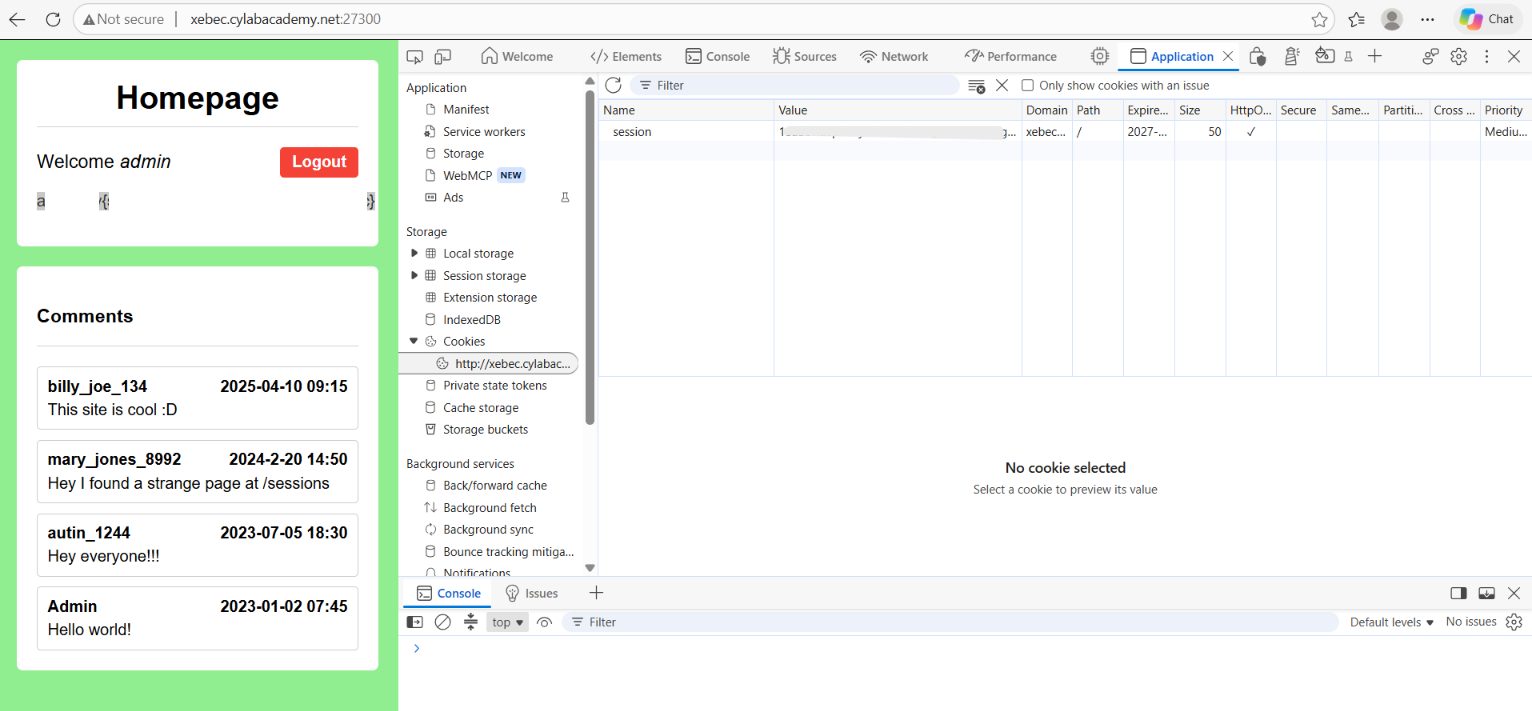 Not secure xebec.cylabacademy.net:27300 Chat
Homepage
Welcome admin Logout
Comments
billy_joe_134 2025-04-10 09:15
This site is cool :D
mary_jones_8992 2024-2-20 14:50
Hey I found a strange page at /sessions
autin_1244 2023-07-05 18:30
Hey everyone!!!
Admin 2023-01-02 07:45
Hello world!
Welcome Elements Console Sources Network Performance Application
Application
Manifest
Service workers
Storage
WebMCP NEW
Ads
Storage
Local storage
Session storage
Extension storage
IndexedDB
Cookies
http://xebec.cylabac...
Private state tokens
Cache storage
Storage buckets
Background services
Back/forward cache
Background fetch
Background sync
Bounce tracking mitiga...
Notifications
Filter Only show cookies with an issue
Name Value Domain Path Expire... Size HttpO... Secure Same... Partiti... Cross ... Priority
session xebec... / 2027-... 50 ✓ Mediu...
No cookie selected
Select a cookie to preview its value
Console Issues
top Filter Default levels No issues